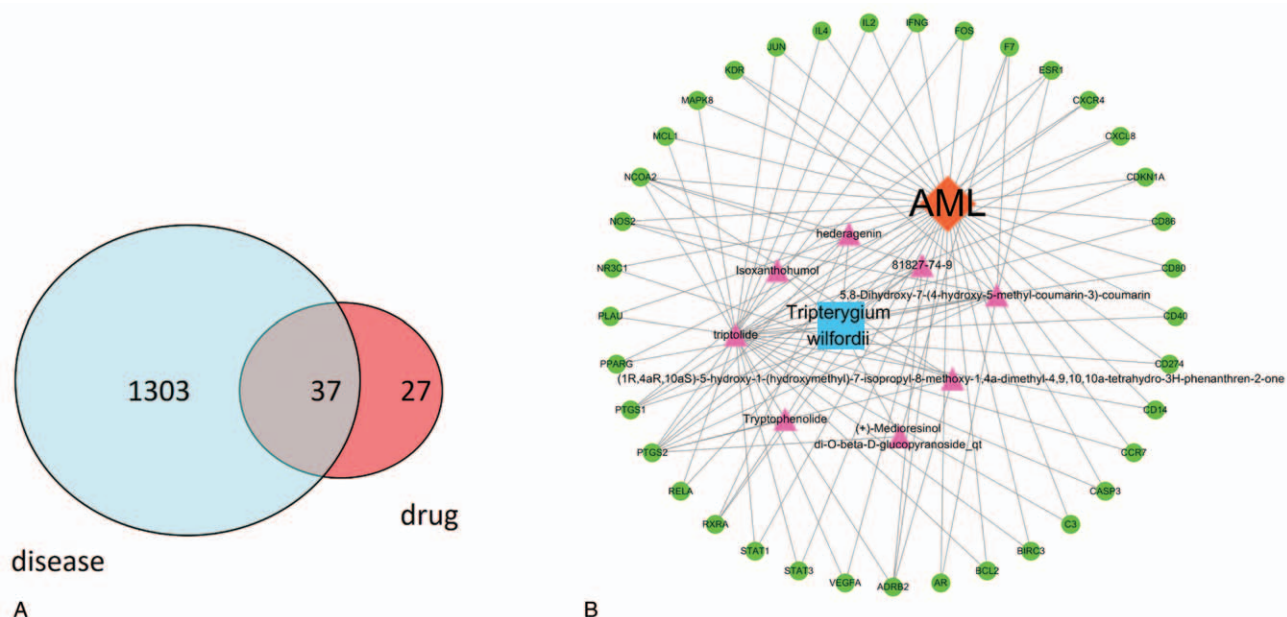 1303
37
27
drug
disease
A
IL4
IL2
IFNG
FOS
JUN
F7
KDR
ESR1
MAPK8
CXCR4
MCL1
CXCL8
NCOA2
CDKN1A
AML
NOS2
CD86
hederagenin
NR3C1
Isoxanthohumol
81827-74-9
CD80
5,8-Dihydroxy-7-(4-hydroxy-5-methyl-coumarin-3)-coumarin
PLAU
Tripterygium
wilfordii
CD40
triptolide
PPARG
CD274
(1R,4aR,10aS)-5-hydroxy-1-(hydroxymethyl)-7-isopropyl-8-methoxy-1,4a-dimethyl-4,9,10,10a-tetrahydro-3H-phenanthren-2-one
PTGS1
CD14
Tryptophenolide
(+)-Medioresinol
di-O-beta-D-glucopyranoside_qt
PTGS2
CCR7
RELA
CASP3
RXRA
C3
STAT1
BIRC3
STAT3
BCL2
VEGFA
ADRB2
AR
B